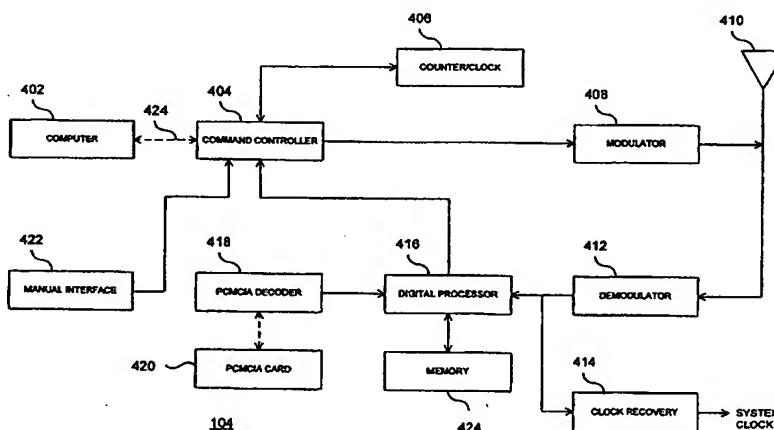 406
410
COUNTER/CLOCK
402
424
404
408
COMPUTER
COMMAND CONTROLLER
MODULATOR
422
418
416
412
MANUAL INTERFACE
PCMCIA DECODER
DIGITAL PROCESSOR
DEMODULATOR
420
PCMCIA CARD
MEMORY
414
104
424
CLOCK RECOVERY
SYSTEM
CLOCK